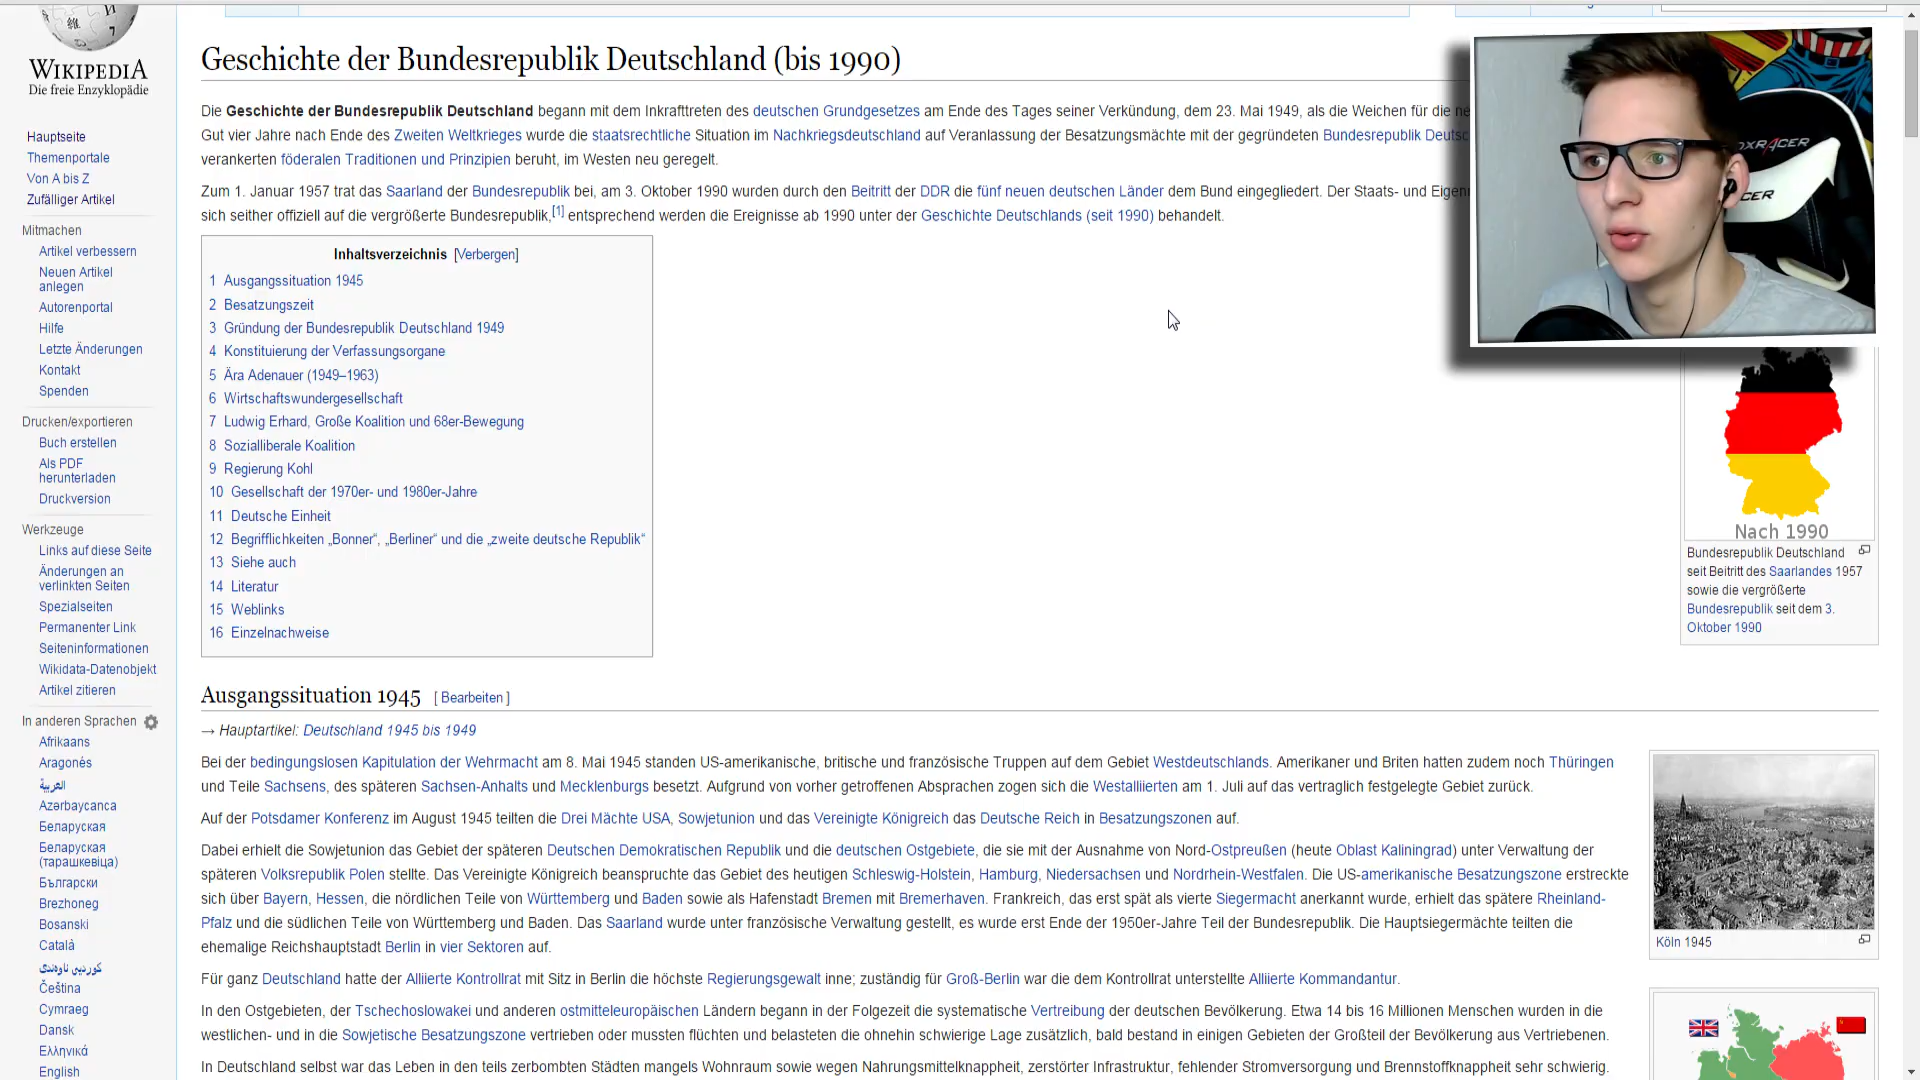 WIKIPEDIA
Die freie Enzyklopädie
Hauptseite
Themenportale
Von A bis Z
Zufälliger Artikel
Mitmachen
Artikel verbessern
Neuen Artikel
anlegen
Autorenportal
Hilfe
Letzte Änderungen
Kontakt
Spenden
Drucken/exportieren
Buch erstellen
Als PDF
herunterladen
Druckversion
Werkzeuge
Links auf diese Seite
Änderungen an
verlinkten Seiten
Spezialseiten
Permanenter Link
Seiteninformationen
Wikidata-Datenobjekt
Artikel zitieren
In anderen Sprachen
Afrikaans
Aragonés
العربية
Azərbaycanca
Беларуская
Беларуская
(тарашкевіца)
Български
Brezhoneg
Bosanski
Català
کوردیی ناوەندی
Čeština
Cymraeg
Dansk
Ελληνικά
English
Geschichte der Bundesrepublik Deutschland (bis 1990)
Die Geschichte der Bundesrepublik Deutschland begann mit dem Inkrafttreten des deutschen Grundgesetzes am Ende des Tages seiner Verkündung, dem 23. Mai 1949, als die Weichen für die
Gut vier Jahre nach Ende des Zweiten Weltkrieges wurde die staatsrechtliche Situation im Nachkriegsdeutschland auf Veranlassung der Besatzungsmächte mit der gegründeten Bundesrepublik
verankerten föderalen Traditionen und Prinzipien beruht, im Westen neu geregelt.
Zum 1. Januar 1957 trat das Saarland der Bundesrepublik bei, am 3. Oktober 1990 wurden durch den Beitritt der DDR die fünf neuen deutschen Länder dem Bund eingegliedert. Der Staats- und
sich seither offiziell auf die vergrößerte Bundesrepublik,[1] entsprechend werden die Ereignisse ab 1990 unter der Geschichte Deutschlands (seit 1990) behandelt.
Inhaltsverzeichnis [Verbergen]
1 Ausgangssituation 1945
2 Besatzungszeit
3 Gründung der Bundesrepublik Deutschland 1949
4 Konstituierung der Verfassungsorgane
5 Ära Adenauer (1949–1963)
6 Wirtschaftswundergesellschaft
7 Ludwig Erhard, Große Koalition und 68er-Bewegung
8 Sozialliberale Koalition
9 Regierung Kohl
10 Gesellschaft der 1970er- und 1980er-Jahre
11 Deutsche Einheit
12 Begrifflichkeiten „Bonner“, „Berliner“ und die „zweite deutsche Republik“
13 Siehe auch
14 Literatur
15 Weblinks
16 Einzelnachweise
Nach 1990
Bundesrepublik Deutschland
seit Beitritt des Saarlandes 1957
sowie die vergrößerte
Bundesrepublik seit dem 3.
Oktober 1990
Ausgangssituation 1945 [ Bearbeiten ]
→ Hauptartikel: Deutschland 1945 bis 1949
Bei der bedingungslosen Kapitulation der Wehrmacht am 8. Mai 1945 standen US-amerikanische, britische und französische Truppen auf dem Gebiet Westdeutschlands. Amerikaner und Briten hatten zudem noch Thüringen
und Teile Sachsens, des späteren Sachsen-Anhalts und Mecklenburgs besetzt. Aufgrund von vorher getroffenen Absprachen zogen sich die Westalliierten am 1. Juli auf das vertraglich festgelegte Gebiet zurück.
Auf der Potsdamer Konferenz im August 1945 teilten die Drei Mächte USA, Sowjetunion und das Vereinigte Königreich das Deutsche Reich in Besatzungszonen auf.
Dabei erhielt die Sowjetunion das Gebiet der späteren Deutschen Demokratischen Republik und die deutschen Ostgebiete, die sie mit der Ausnahme von Nord-Ostpreußen (heute Oblast Kaliningrad) unter Verwaltung der
späteren Volksrepublik Polen stellte. Das Vereinigte Königreich beanspruchte das Gebiet des heutigen Schleswig-Holstein, Hamburg, Niedersachsen und Nordrhein-Westfalen. Die US-amerikanische Besatzungszone erstreckte
sich über Bayern, Hessen, die nördlichen Teile von Württemberg und Baden sowie als Hafenstadt Bremen mit Bremerhaven. Frankreich, das erst spät als vierte Siegermacht anerkannt wurde, erhielt das spätere Rheinland-
Pfalz und die südlichen Teile von Württemberg und Baden. Das Saarland wurde unter französische Verwaltung gestellt, es wurde erst Ende der 1950er-Jahre Teil der Bundesrepublik. Die Hauptsiegermächte teilten die
ehemalige Reichshauptstadt Berlin in vier Sektoren auf.
Für ganz Deutschland hatte der Alliierte Kontrollrat mit Sitz in Berlin die höchste Regierungsgewalt inne; zuständig für Groß-Berlin war die dem Kontrollrat unterstellte Alliierte Kommandantur.
In den Ostgebieten, der Tschechoslowakei und anderen ostmitteleuropäischen Ländern begann in der Folgezeit die systematische Vertreibung der deutschen Bevölkerung. Etwa 14 bis 16 Millionen Menschen wurden in die
westlichen- und in die Sowjetische Besatzungszone vertrieben oder mussten flüchten und belasteten die ohnehin schwierige Lage zusätzlich, bald bestand in einigen Gebieten der Großteil der Bevölkerung aus Vertriebenen.
In Deutschland selbst war das Leben in den teils zerbombten Städten mangels Wohnraum sowie wegen Nahrungsmittelknappheit, zerstörter Infrastruktur, fehlender Stromversorgung und Brennstoffknappheit sehr schwierig.
Köln 1945